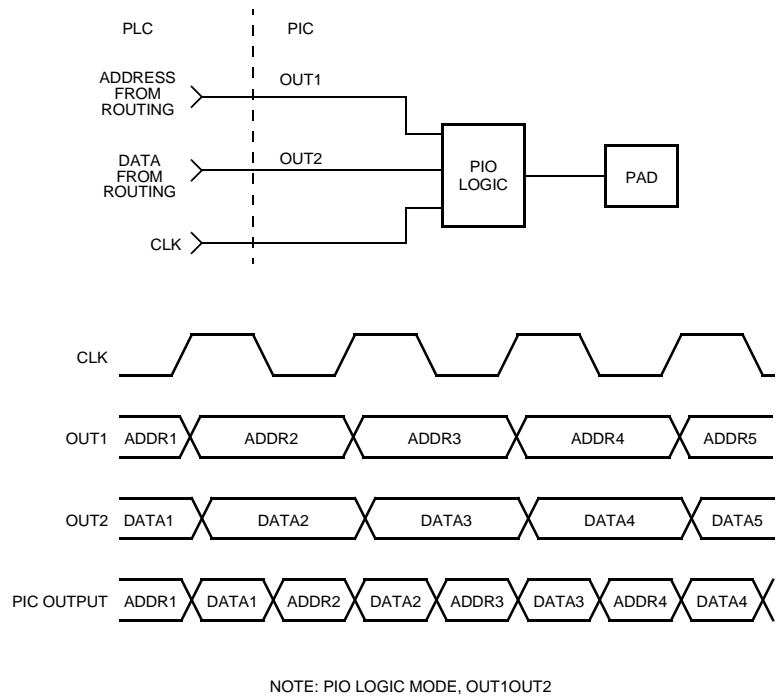 PLC
PIC
ADDRESS
FROM
ROUTING
OUT1
DATA
FROM
ROUTING
OUT2
CLK
PIO
LOGIC
PAD
CLK
OUT1 ADDR1 ADDR2 ADDR3 ADDR4 ADDR5
OUT2 DATA1 DATA2 DATA3 DATA4 DATA5
PIC OUTPUT ADDR1 DATA1 ADDR2 DATA2 ADDR3 DATA3 ADDR4 DATA4
NOTE: PIO LOGIC MODE, OUT1OUT2